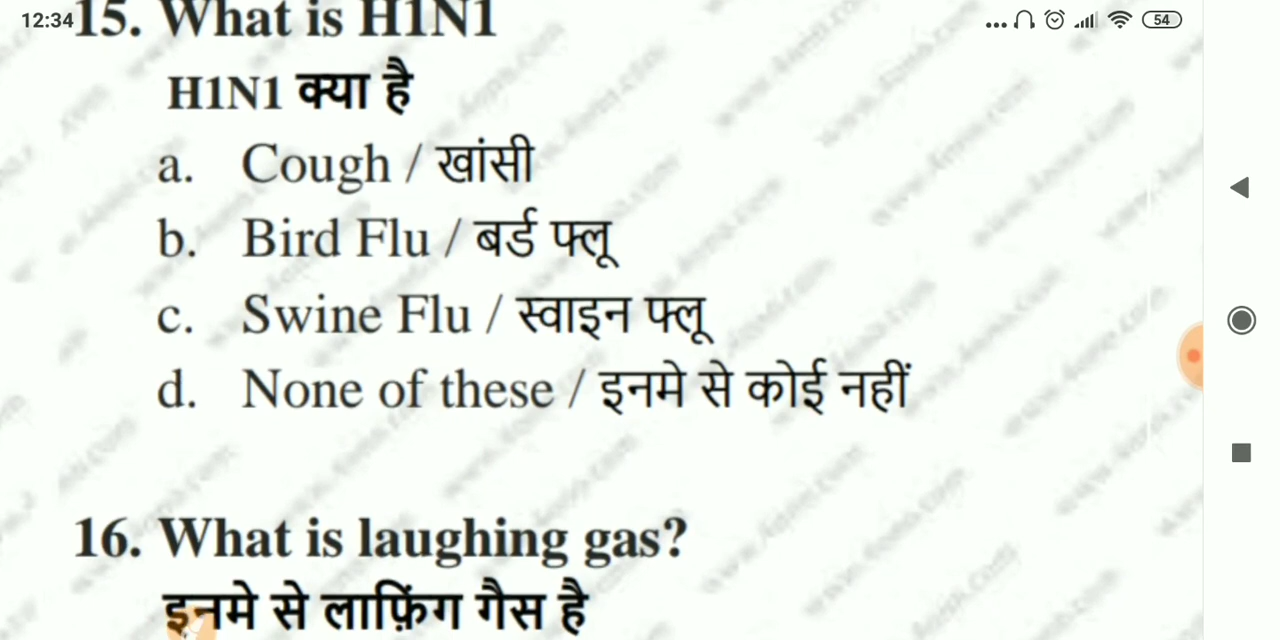 12:34
54
15. What is H1N1
H1N1 क्या है
a. Cough / खांसी
b. Bird Flu / बर्ड फ्लू
c. Swine Flu / स्वाइन फ्लू
d. None of these / इनमे से कोई नहीं
16. What is laughing gas?
इनमे से लाफ़िंग गैस है